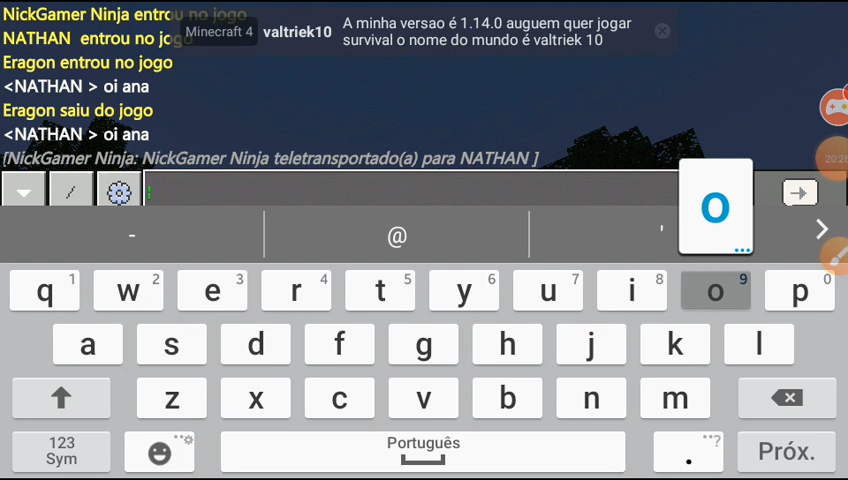 NickGamer Ninja entrou no jogo
NATHAN entrou no jogo
Minecraft 4 valtriek10 A minha versao é 1.14.0 auguem quer jogar
survival o nome do mundo é valtriek 10
Eragon entrou no jogo
<NATHAN > oi ana
Eragon saiu do jogo
<NATHAN > oi ana
[NickGamer Ninja: NickGamer Ninja teletransportado(a) para NATHAN ]
20:26
/
- @ '
o
q 1 w 2 e 3 r 4 t 5 y 6 u 7 i 8 o 9 p 0
a s d f g h j k l
z x c v b n m
123 Sym Português . ? Próx.